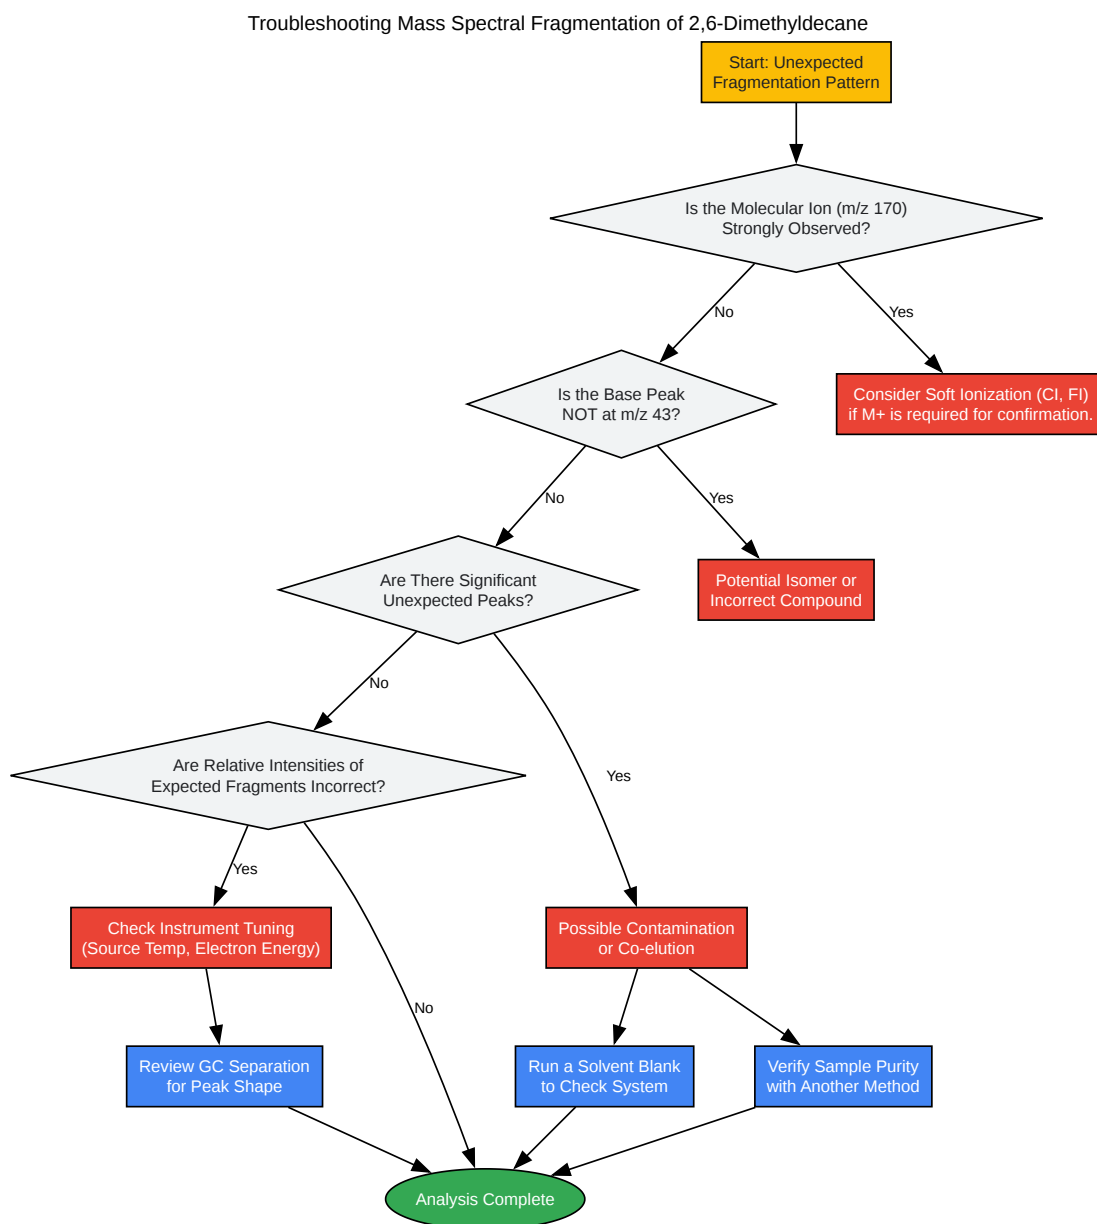 Troubleshooting Mass Spectral Fragmentation of 2,6-Dimethyldecane
Start: Unexpected
Fragmentation Pattern
Is the Molecular Ion (m/z 170)
Strongly Observed?
No
Yes
Is the Base Peak
NOT at m/z 43?
Consider Soft Ionization (CI, FI)
if M+ is required for confirmation.
No
Yes
Are There Significant
Unexpected Peaks?
Potential Isomer or
Incorrect Compound
No
Yes
Are Relative Intensities of
Expected Fragments Incorrect?
Yes
No
Check Instrument Tuning
(Source Temp, Electron Energy)
Possible Contamination
or Co-elution
Review GC Separation
for Peak Shape
Run a Solvent Blank
to Check System
Verify Sample Purity
with Another Method
Analysis Complete